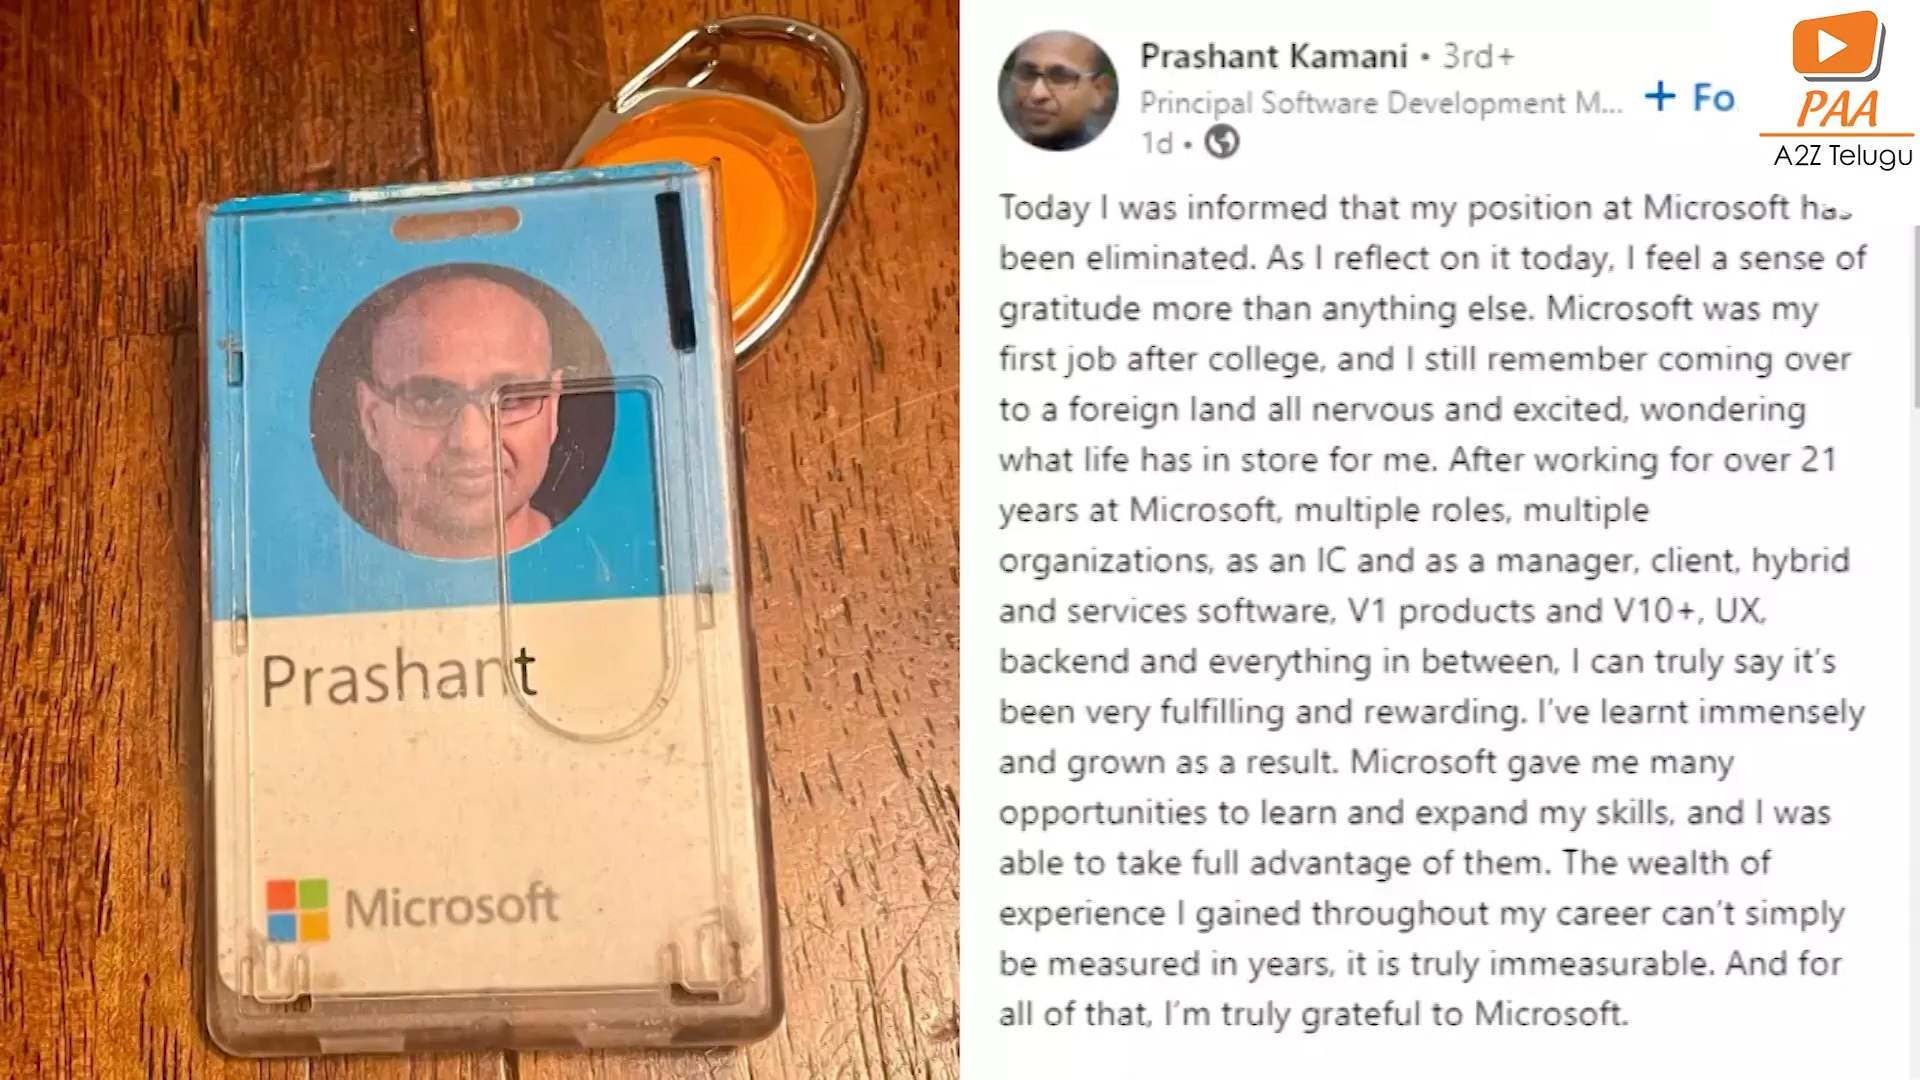 Prashant
A2Z Telugu
Microsoft
Prashant Kamani • 3rd+
Principal Software Development M...
+ Fo
1d •
PAA
A2Z Telugu
Today I was informed that my position at Microsoft has
been eliminated. As I reflect on it today, I feel a sense of
gratitude more than anything else. Microsoft was my
first job after college, and I still remember coming over
to a foreign land all nervous and excited, wondering
what life has in store for me. After working for over 21
years at Microsoft, multiple roles, multiple
organizations, as an IC and as a manager, client, hybrid
and services software, V1 products and V10+, UX,
backend and everything in between, I can truly say it's
been very fulfilling and rewarding. I've learnt immensely
and grown as a result. Microsoft gave me many
opportunities to learn and expand my skills, and I was
able to take full advantage of them. The wealth of
experience I gained throughout my career can't simply
be measured in years, it is truly immeasurable. And for
all of that, I'm truly grateful to Microsoft.